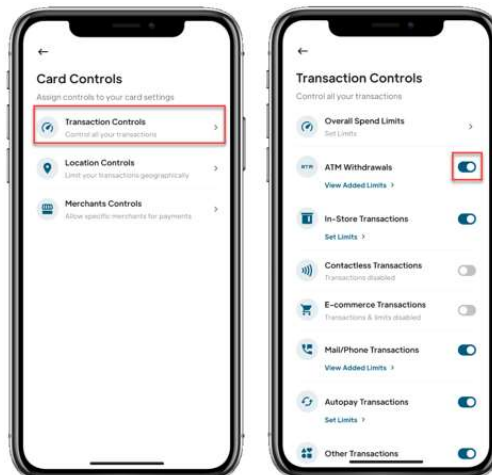 Card Controls
Assign controls to your card settings
Transaction Controls
Control all your transactions
Location Controls
Limit your transactions geographically
Merchants Controls
Allow specific merchants for payments
Transaction Controls
Control all your transactions
Overall Spend Limits
Set Limits
ATM
ATM Withdrawals
View Added Limits >
In-Store Transactions
Set Limits >
Contactless Transactions
Transactions disabled
E-commerce Transactions
Transactions & limits disabled
Mail/Phone Transactions
View Added Limits >
Autopay Transactions
Set Limits >
Other Transactions